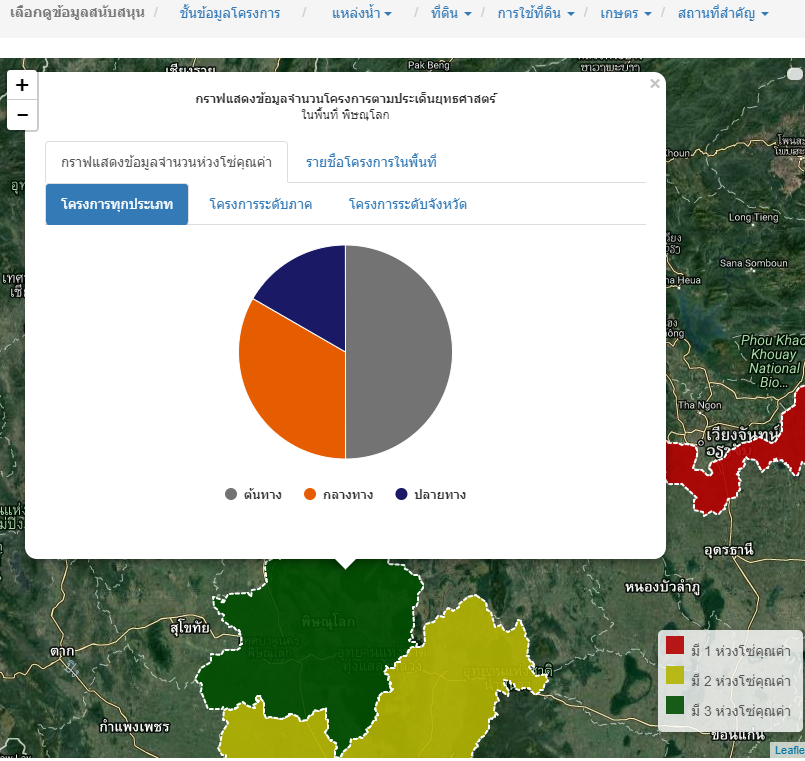 เลือกดูข้อมูลสนับสนุน / ชั้นข้อมูลโครงการ / แหล่งน้ำ / ที่ดิน / การใช้ที่ดิน / เกษตร / สถานที่สำคัญ
เชียงราย
Pak Beng
+
−
×
กราฟแสดงข้อมูลจำนวนโครงการตามประเด็นยุทธศาสตร์
ในพื้นที่ พิษณุโลก
กราฟแสดงข้อมูลจำนวนห่วงโซ่คุณค่า รายชื่อโครงการในพื้นที่
โครงการทุกประเภท โครงการระดับภาค โครงการระดับจังหวัด
Long Tieng
Sana Somboun
Phou Khao
Khouay
National
Bio...
Tha Ngon
เวียงจันทน์
ต้นทาง กลางทาง ปลายทาง
อุดรธานี
หนองบัวลำภู
พิษณุโลก
สุโขทัย
ตาก
กำแพงเพชร
มี 1 ห่วงโซ่คุณค่า
มี 2 ห่วงโซ่คุณค่า
มี 3 ห่วงโซ่คุณค่า
ขอนแก่น
Leafle